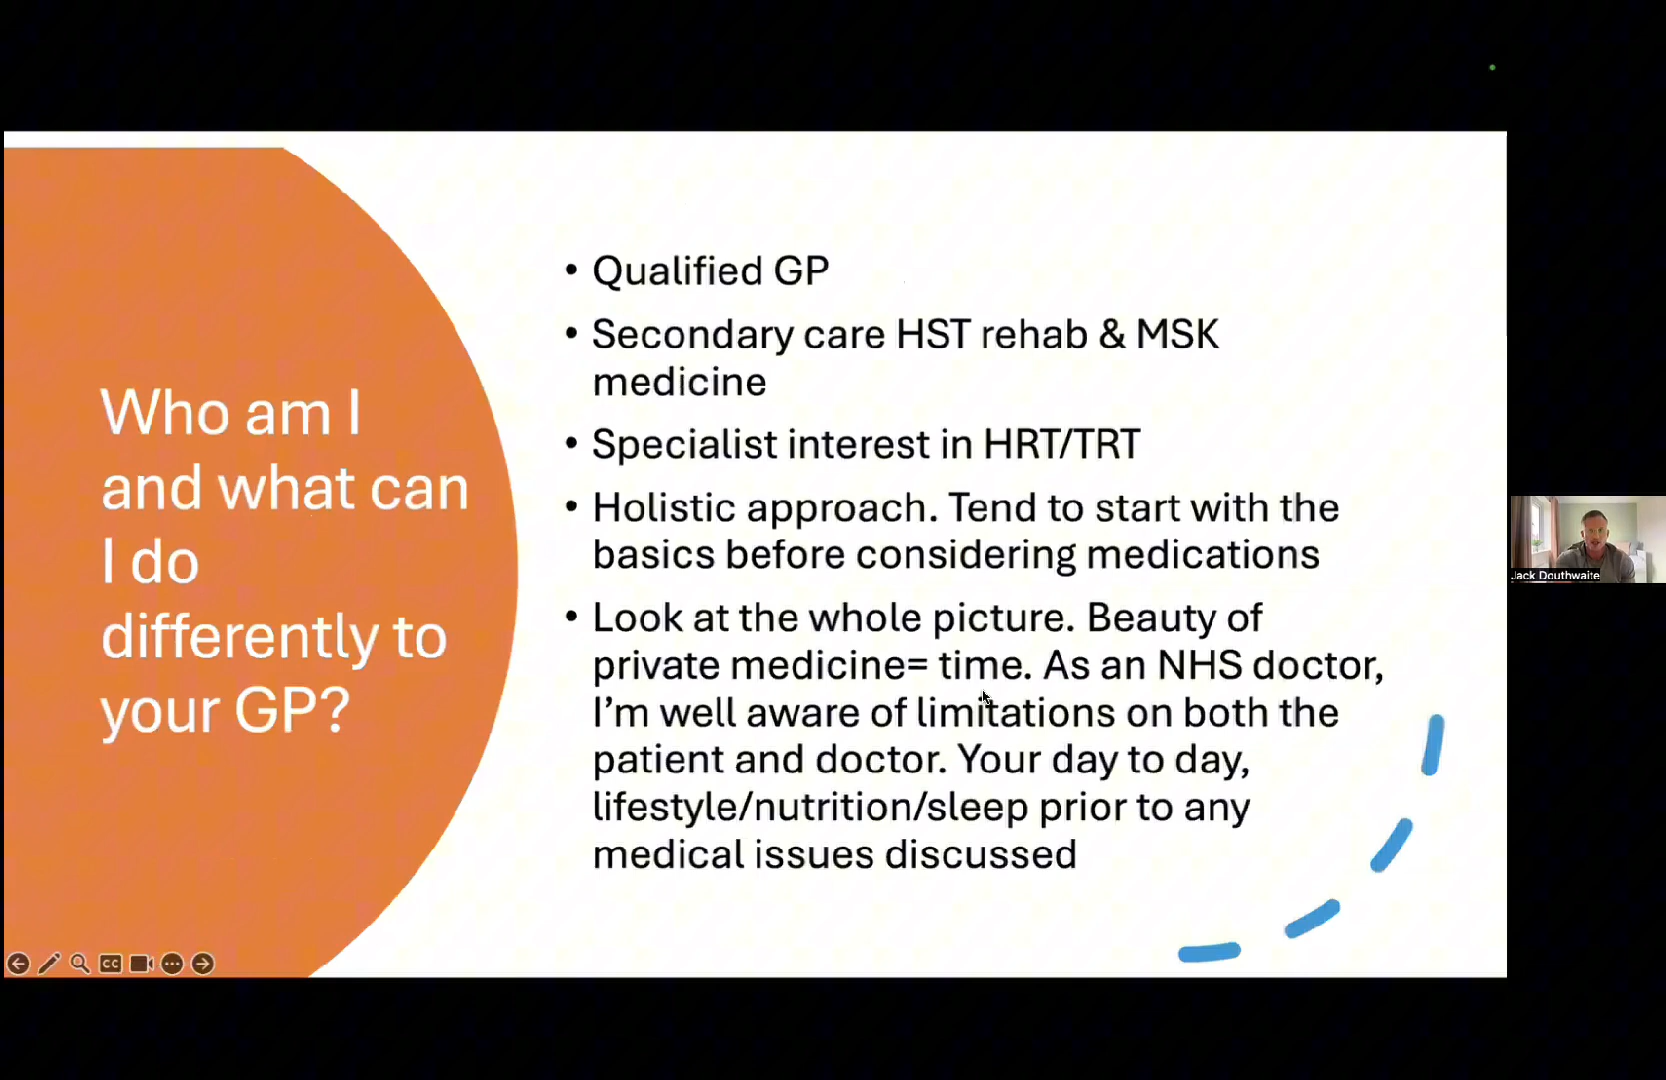 Who am I
and what can
I do
differently to
your GP?
• Qualified GP
• Secondary care HST rehab & MSK
medicine
• Specialist interest in HRT/TRT
• Holistic approach. Tend to start with the
basics before considering medications
• Look at the whole picture. Beauty of
private medicine= time. As an NHS doctor,
I’m well aware of limitations on both the
patient and doctor. Your day to day,
lifestyle/nutrition/sleep prior to any
medical issues discussed
Jack Douthwaite
CC